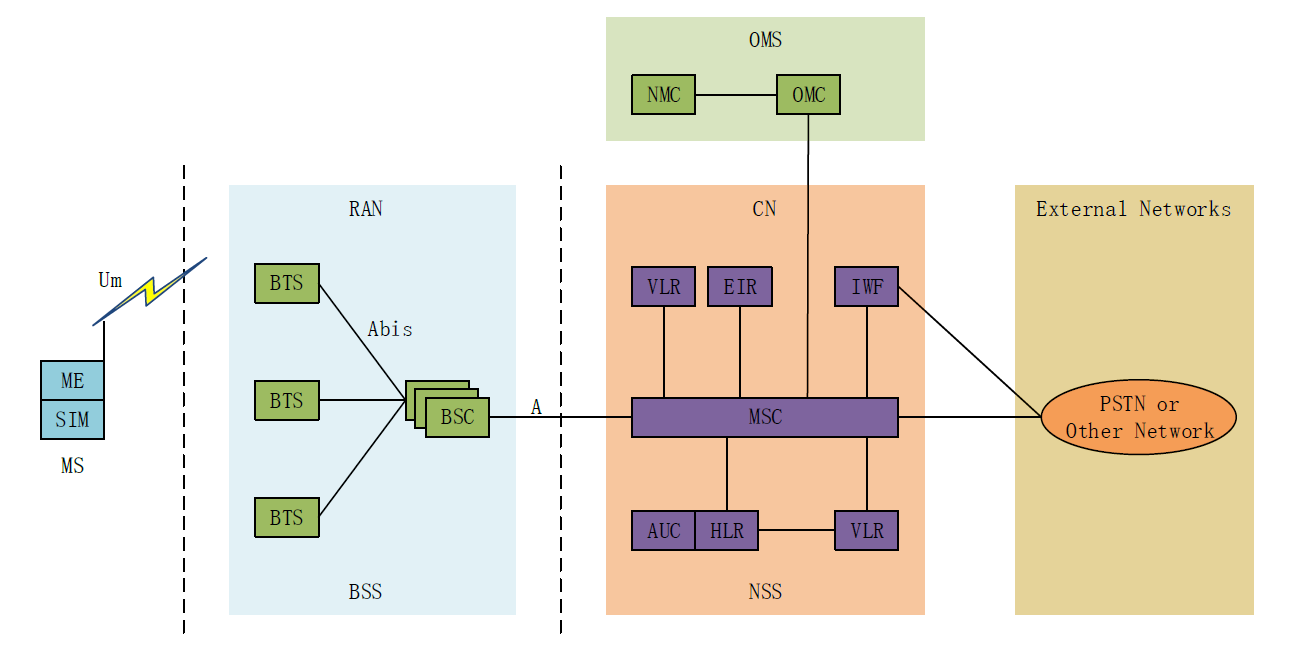 OMS
NMC
OMC
RAN
CN
External Networks
Um
BTS
VLR
EIR
IWF
Abis
ME
BTS
BSC
A
MSC
PSTN or
Other Network
SIM
MS
BTS
AUC
HLR
VLR
BSS
NSS